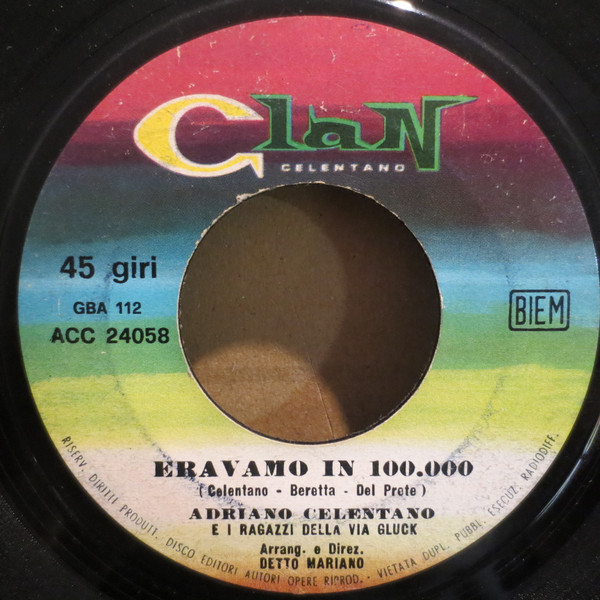 Clan
CELENTANO
45 giri
GBA 112
ACC 24058
BIEM
ERAVAMO IN 100.000
( Celentano - Beretta - Del Prete )
ADRIANO CELENTANO
E I RAGAZZI DELLA VIA GLUCK
Arrang. e Direz.
DETTO MARIANO
RISERV. DIRITTI PRODUTT. DISCO EDITORI AUTORI OPERE RIPROD. - VIETATA DUPL. PUBBL. ESECUZ. RADIODIFF.